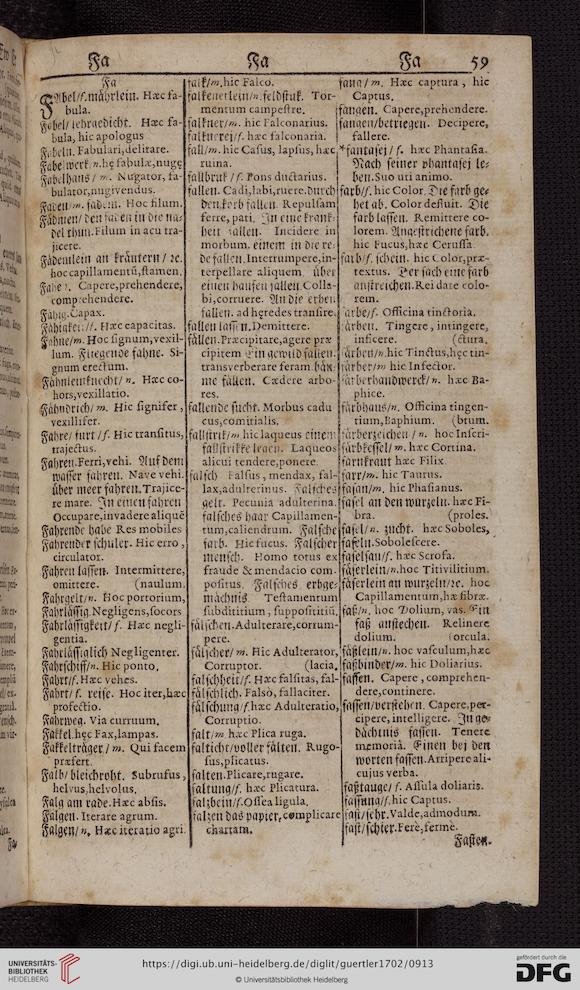 Fa
Fa
Fa
59
Fa
FAbel/f. mährlein. Hæc fa-
bula.
Fabel/ lehrgedicht. Hæc fa-
bula, hic apologus
Fabeln. Fabulari, delirare.
Fabelwerk/n. hę fabulæ, nugę
Fabelhans/ m. Nugator, fa-
bulator, nugivendus.
Faden/m. fadem. Hoc filum.
Fädmen/ den faden in die na-
del thun. Filum in acu tra-
jicere.
Fädemlein an kräutern/ ꝛc.
hoc capillamentũ, stamen.
Capere, prehendere,
comprehendere.
Fähig. Capax.
Fähigkeit/f. Hæc capacitas.
Fahne/m. Hoc signum, vexil-
lum. Fliegende fahne. Si-
gnum erectum.
Fähnleinknecht/ n. Hæc co-
hors, vexillatio.
Fähndrich/ m. Hic signifer,
vexillifer.
Fahre/ furt/f. Hic transitus,
trajectus.
Fahren. Ferri, vehi. Auf dem
wasser fahren. Nave vehi.
über meer fahren. Trajice-
re mare. In einen fahren
Occupare, invadere aliquẽ
Fahrende habe Res mobiles
Fahrender schuler. Hic erro,
circulator.
Fahren lassen. Intermittere,
omittere. (naulum.
Fahrgelt/n. Hoc portorium,
Fahrlässig. Negligens, socors
Fahrlässigkeit/ f. Hæc negli-
gentia.
Fahrlässiglich Negligenter.
Fahrschiff/n. Hic ponto,
Fahrt/f. Hæc vehes.
Fahrt/ f. reise. Hoc iter, hæc
profectio.
Fahrweg. Via curruum.
Fakkel. hęc Fax, lampas.
Fakkelträger/ m. Qui facem
præfert.
Falb/ bleichroht. Subrufus,
helvus, helvolus.
Falg am rade. Hæc absis.
Falgen. Iterare agrum.
Falgen/ n, Hæc iteratio agri.
falk/m. hic Falco.
falkenetlein/n. feldstuk. Tor-
mentum campestre.
falkner/m. hic Falconarius.
falknerej/f. hæc falconaria.
fall/m. hic Casus, lapsus, hæc
ruina.
fallbruk/ f. Pons ductarius.
fallen. Cadi, labi, ruere. durch
den korb fallen. Repulsam
ferre, pati. In eine krank-
heit fallen. Incidere in
morbum. einem in die re-
de fallen. Interrumpere, in-
terpellare aliquem. über
einen haufen fallen. Colla-
bi, corruere. An die erben
fallen. ad hęredes transire.
fallen lassen. Demittere.
fällen. Præcipitare, agere præ
cipitem Ein gewild fällen.
transverberare feram. bäu-
me fällen. Cædere arbo-
res.
fallende sucht. Morbus cadu
cus, comitialis.
fallstrik/m hic laqueus einem
fallstrikke legen. Laqueos
alicui tendere, ponere.
falsch Falsus, mendax, fal-
lax, adulterinus. Falsches
gelt. Pecunia adulterina.
falsches haar Capillamen-
tum, caliendrum. Falsche
farb. Hic fucus. Falscher
mensch. Homo totus ex
fraude & mendacio com-
positus. Falsches erbge-
mächnis. Testamentum
subdititium, supposititiũ.
fälschen. Adulterare, corrum-
pere.
fälscher/ m. Hic Adulterator,
Corruptor. (lacia,
falschheit/f. Hæc falsitas, fal-
fälschlich. Falsò, fallaciter.
fälschung/f. hæc Adulteratio,
Corruptio.
falt/m hæc Plica ruga.
falticht/voller fälten. Rugo-
sus, plicatus.
falten. Plicare, rugare.
faltung/f. hæc Plicatura.
falzbein/f. Ossea ligula.
falzen das papier, complicare
chartam.
fang/ m. Hæc captura, hic
Captus.
fangen. Capere, prehendere.
fangen/betriegen. Decipere,
fallere.
*fantasej/ f. hæc Phantasia.
Nach seiner phantasej le-
ben. Suo uti animo.
farb/f. hic Color. Die farb ge-
het ab. Color defluit. Die
farb lassen. Remittere co-
lorem. Angestrichene farb.
hic Fucus, hæc Cerussa.
farb/f. schein. hic Color, præ-
textus. Der sach eine farb
anstreichen. Rei dare colo-
rem.
färbe/f. Officina tinctoria.
färben. Tingere, intingere,
inficere. (ctura.
färben/n. hic Tinctus, hęc tin-
färber/m hic Infector.
färberhandwerck/ n. hæc Ba-
phice.
färbhaus/n. Officina tingen-
tium, Baphium. (btum.
färberzeichen/ n. hoc Inscri-
färbkessel/ m. hæc Cortina.
farnkraut hæc Filix.
farr/m. hic Taurus.
fasan/m. hic Phasianus.
fasel an den wurzeln. hæc Fi-
bra. (proles.
fasel/n. zucht. hæc Soboles,
faseln. Sobolescere.
faselsau/f. hæc Scrofa.
fäserlein/n. hoc Titivilitium.
fäserlein an wurzeln/ꝛc. hoc
Capillamentum, hæ fibræ.
faß/n. hoc Dolium, vas. Ein
faß anstechen. Relinere
dolium. (orcula.
fäßlein/n. hoc vasculum, hæc
faßbinder/m. hic Doliarius.
fassen. Capere, comprehen-
dere, continere.
fassen/verstehen. Capere, per-
cipere, intelligere. In ge-
dächtnis fassen. Tenere
memoriâ. Einen bei den
worten fassen. Arripere ali-
cujus verba.
faßtauge/ f. Assula doliaris.
fassung/f. hic Captus.
fast/sehr. Valde, admodum.
fast/schier. Ferè, fermè.
Fasten.
UNIVERSITÄTS-
BIBLIOTHEK
HEIDELBERG
https://digi.ub.uni-heidelberg.de/diglit/guertler1702/0913
© Universitätsbibliothek Heidelberg
gefördert durch die
DFG